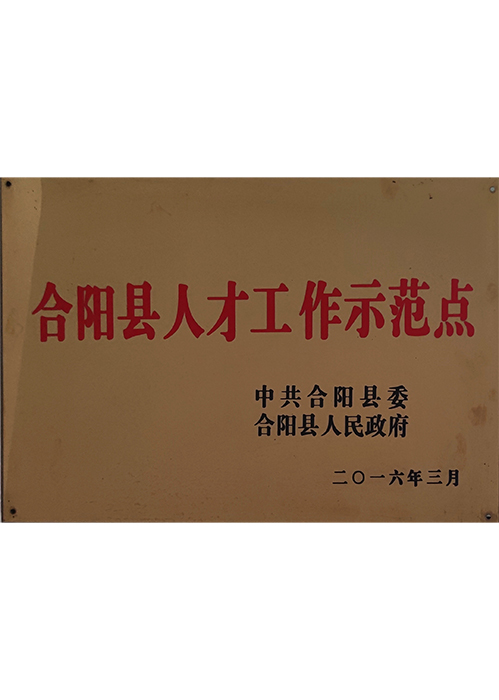 合阳县人才工作示范点
中共合阳县委
合阳县人民政府
二〇一六年三月